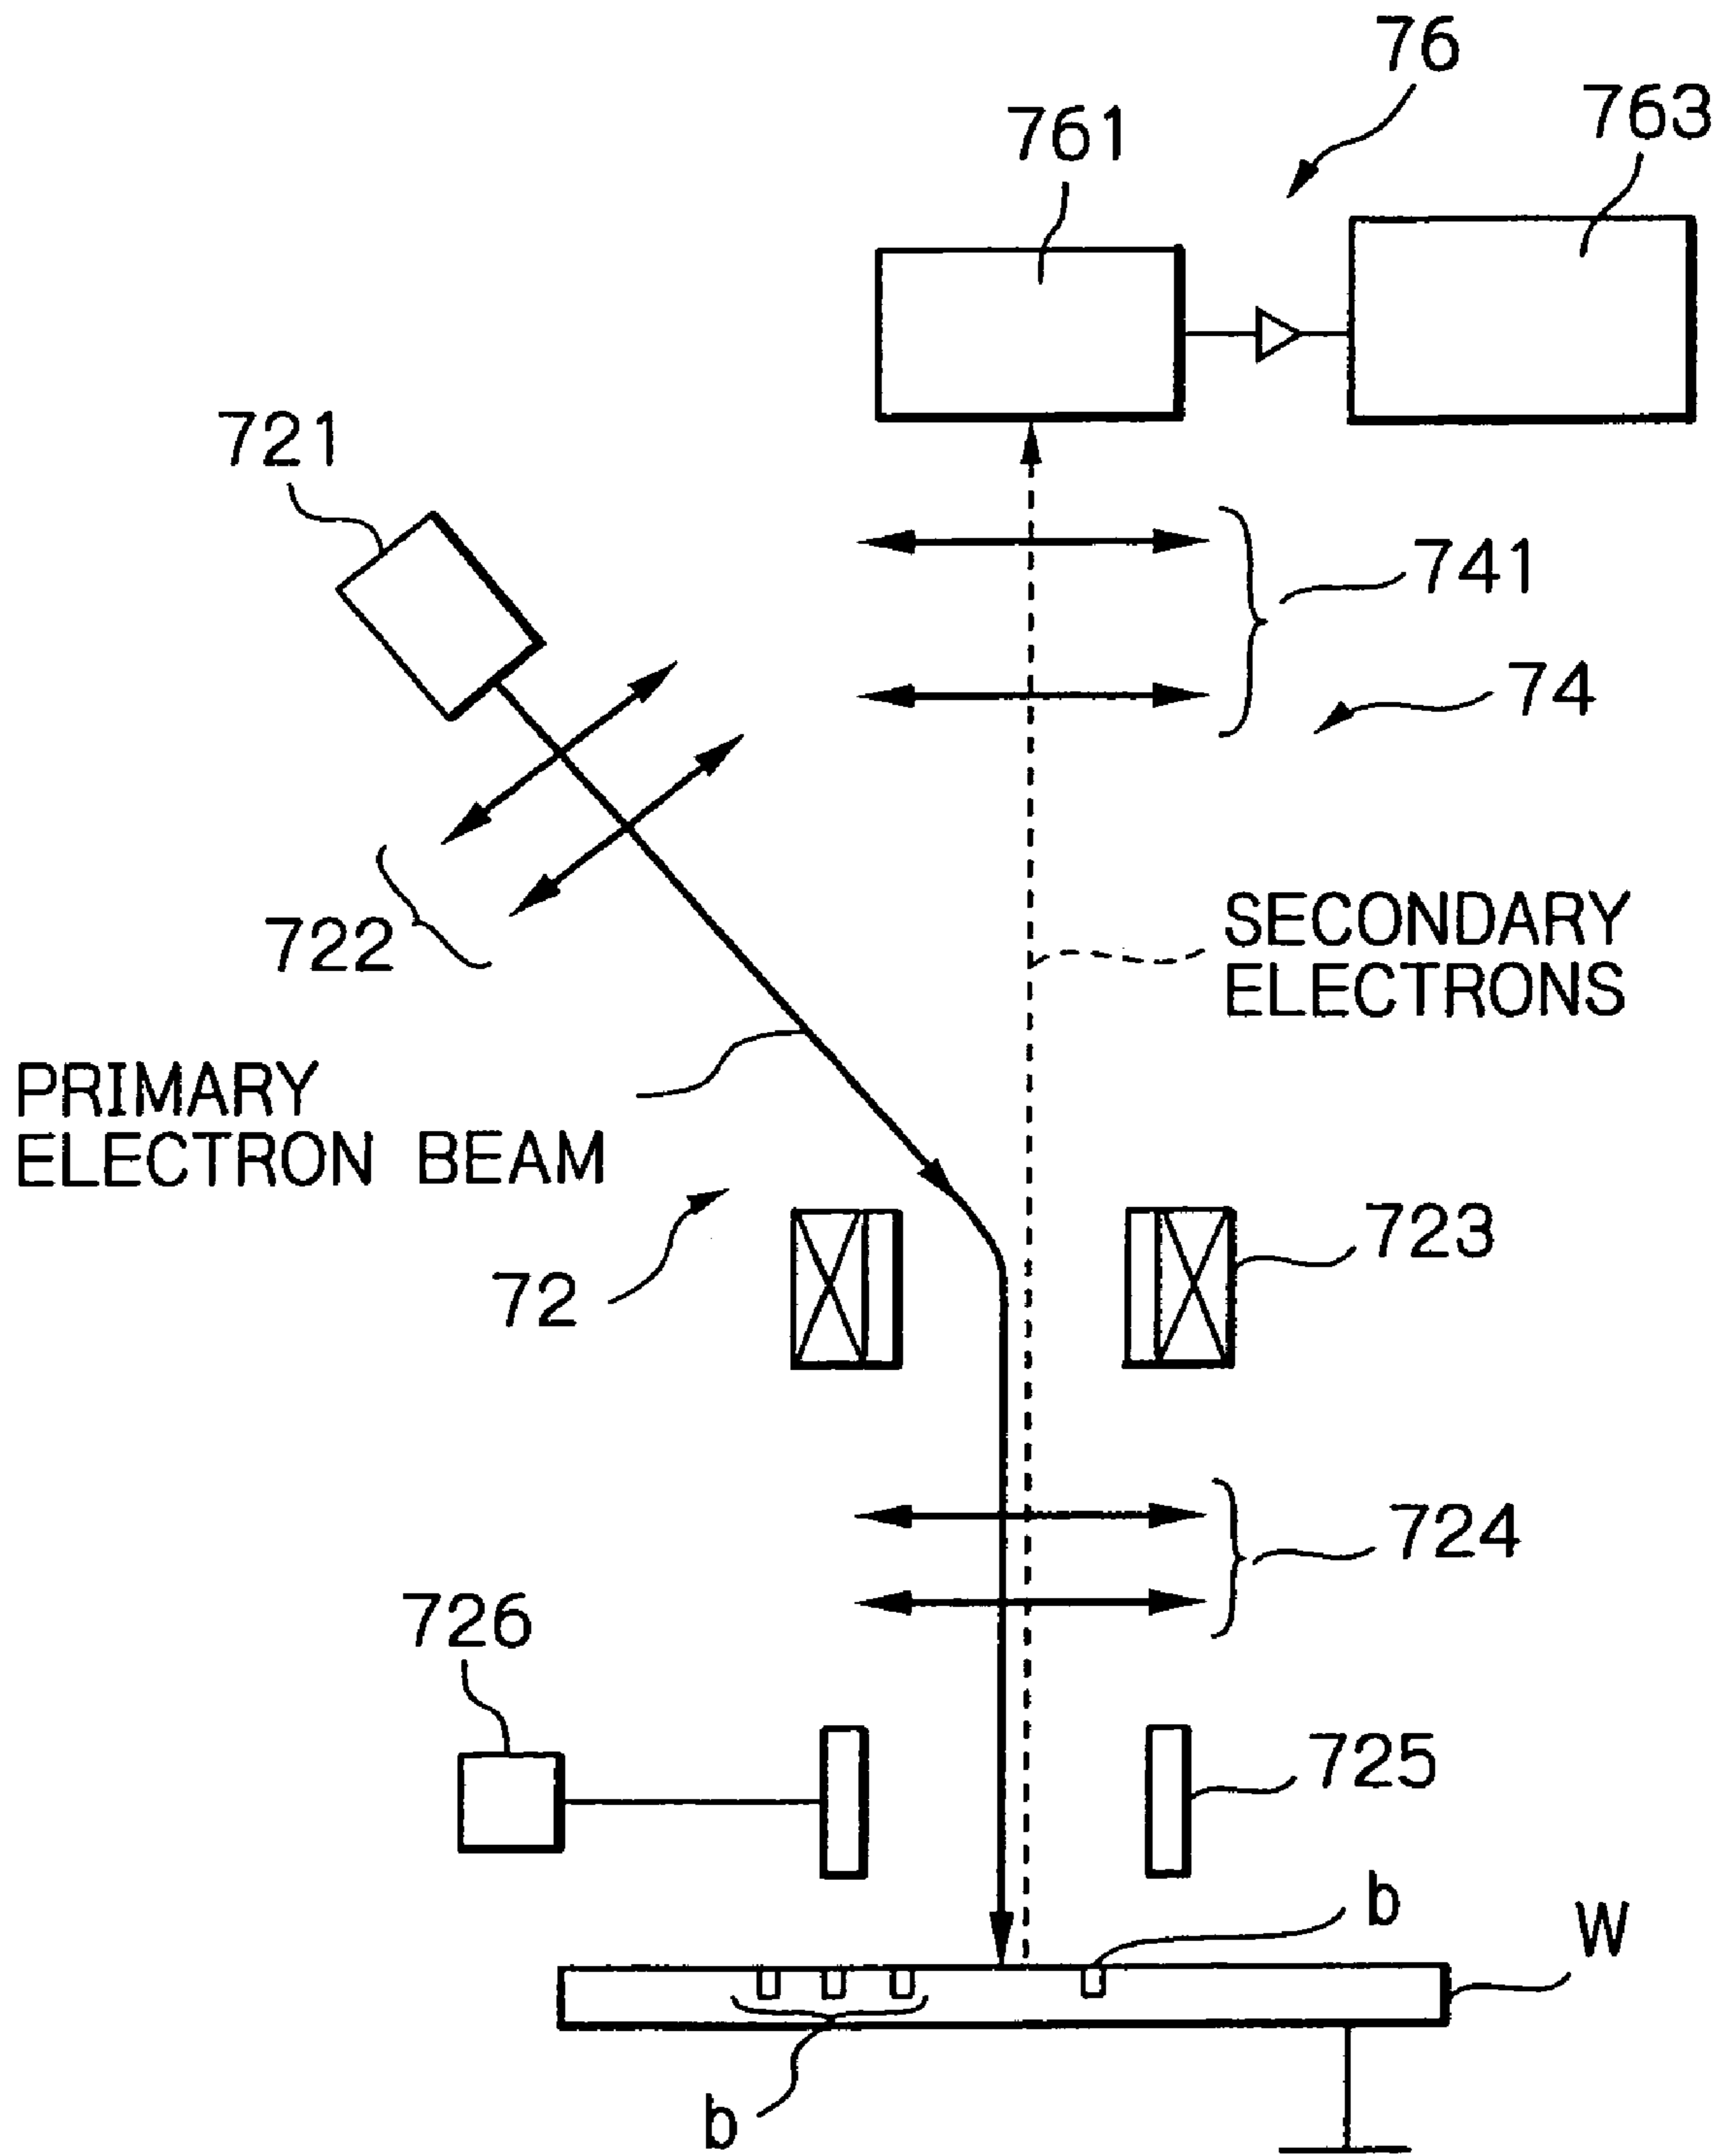 76
763
761
721
741
74
722
SECONDARY
ELECTRONS
PRIMARY
ELECTRON BEAM
723
72
724
726
725
b
W
b